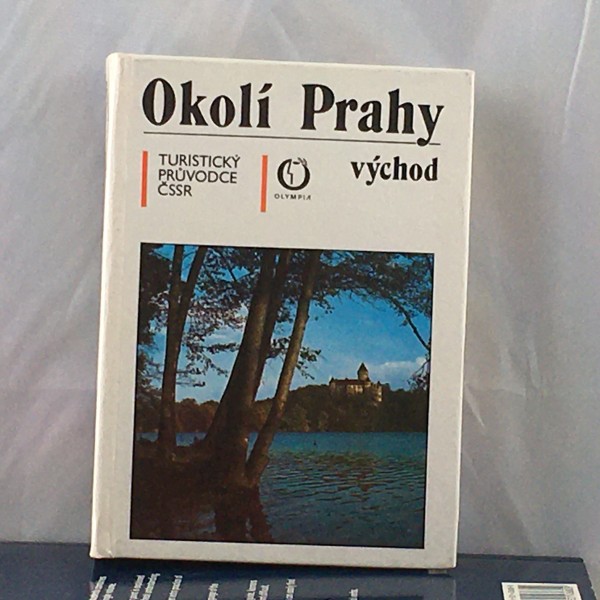 Okolí Prahy
východ
TURISTICKÝ
PRŮVODCE
ČSSR
OLYMPIA